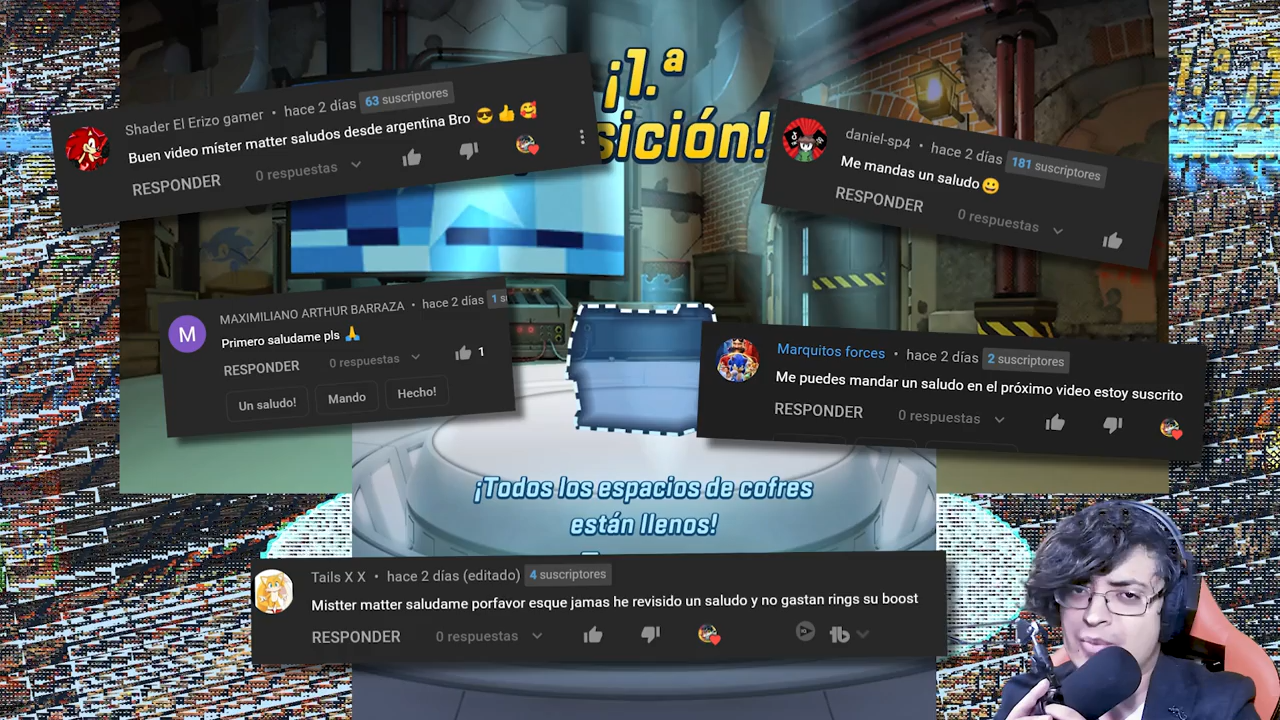 ¡1.ª
sición!
Shader El Erizo gamer • hace 2 días 63 suscriptores
Buen video mister matter saludos desde argentina Bro 😎👍🥰
RESPONDER 0 respuestas
daniel-sp4 • hace 2 días 181 suscriptores
Me mandas un saludo😀
RESPONDER 0 respuestas
M
MAXIMILIANO ARTHUR BARRAZA • hace 2 días 1 s
Primero saludame pls 🙏
RESPONDER 0 respuestas 1
Un saludo! Mando Hecho!
Marquitos forces • hace 2 días 2 suscriptores
Me puedes mandar un saludo en el próximo video estoy suscrito
RESPONDER 0 respuestas
¡Todos los espacios de cofres
están llenos!
Tails X X • hace 2 días (editado) 4 suscriptores
Mistter matter saludame porfavor esque jamas he revisido un saludo y no gastan rings su boost
RESPONDER 0 respuestas tb